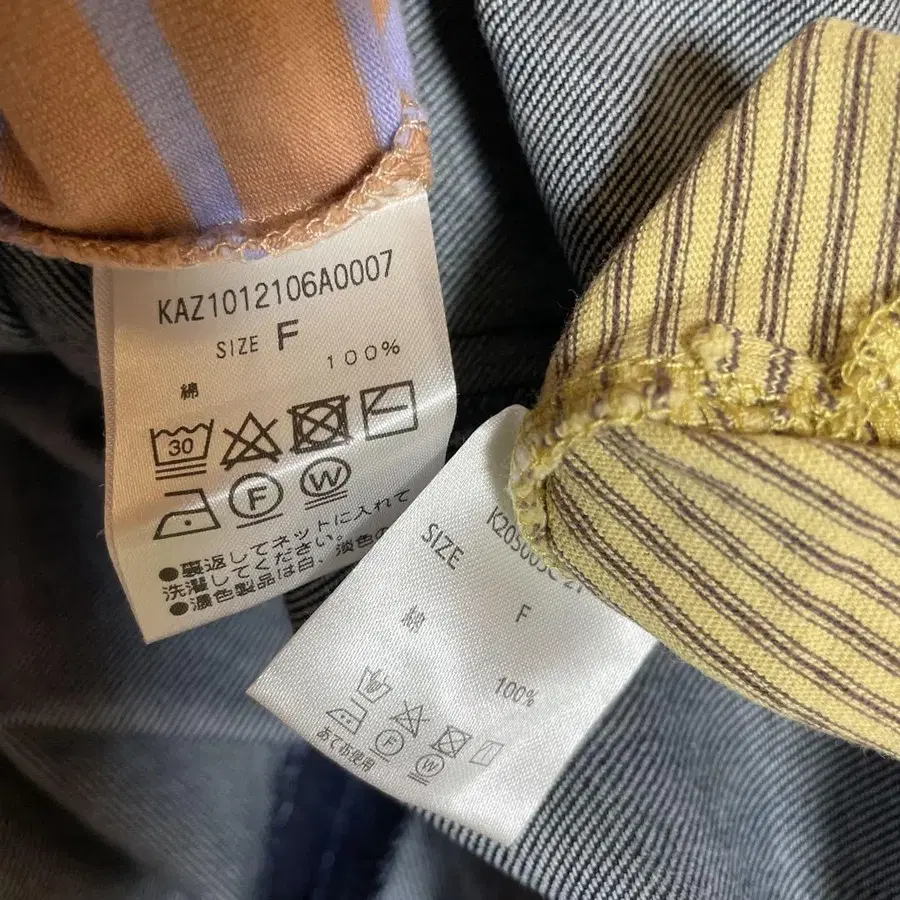 KAZ1012106A0007
SIZE F
綿 100%
30
F
W
●裏返してネットに入れて
洗濯してください。
●濃色製品は白、淡色の
SIZE F
綿 100%
F
W
あて布使用